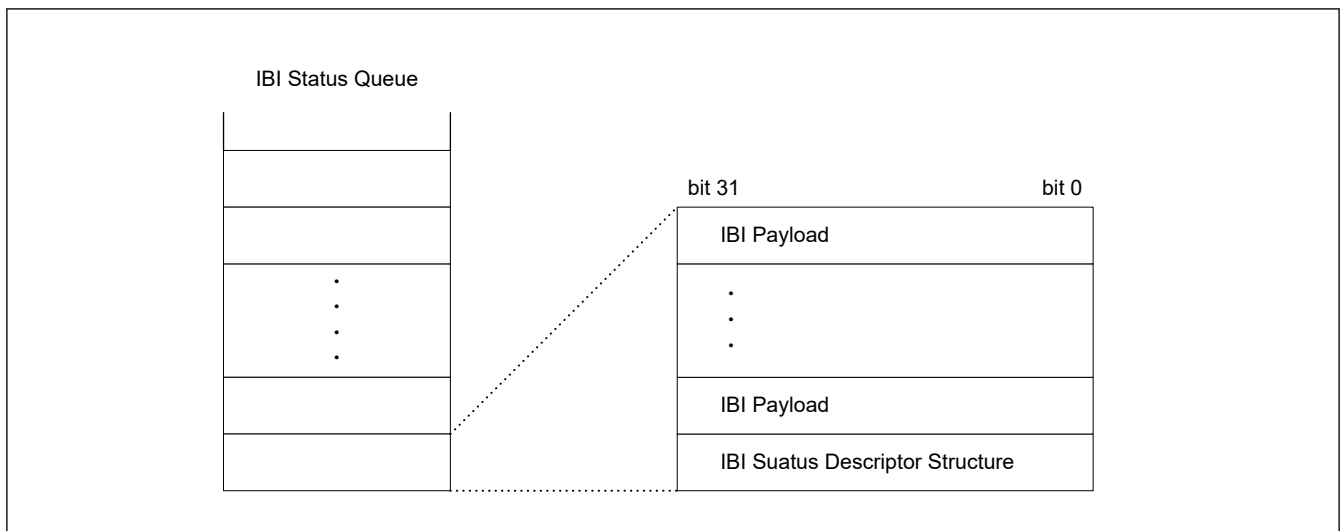 IBI Status Queue
bit 31 bit 0
IBI Payload
IBI Payload
IBI Suatus Descriptor Structure